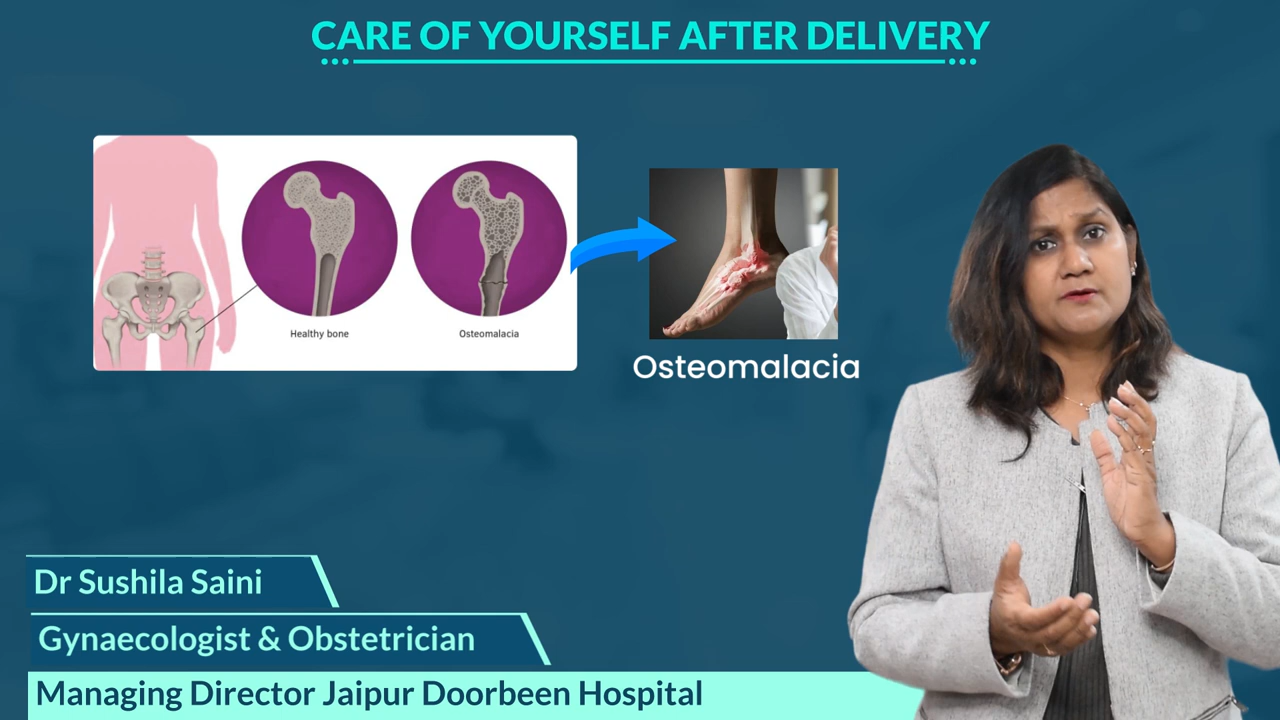 CARE OF YOURSELF AFTER DELIVERY
Healthy bone
Osteomalacia
Osteomalacia
Dr Sushila Saini
Gynaecologist & Obstetrician
Managing Director Jaipur Doorbeen Hospital